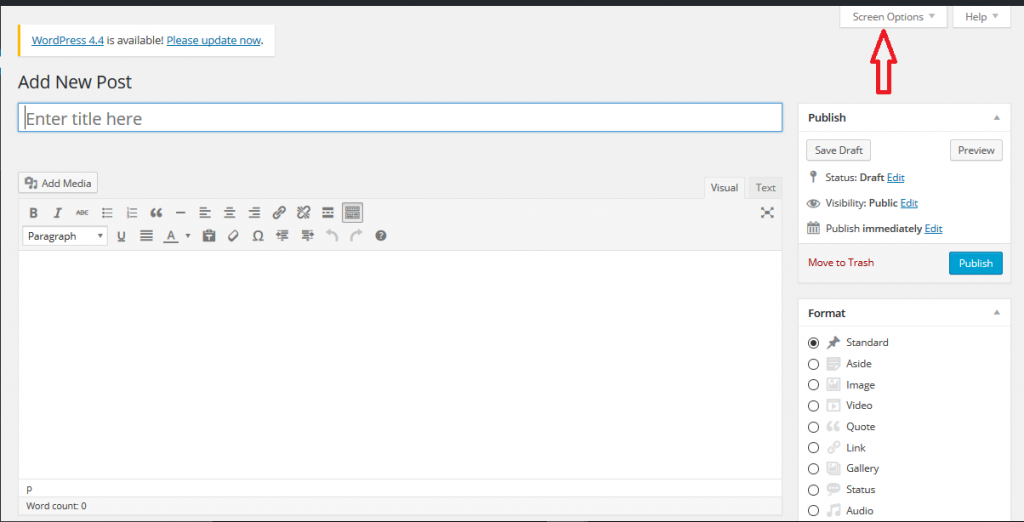 Screen Options Help
WordPress 4.4 is available! Please update now.
Add New Post
Enter title here
Add Media
Visual Text
B I ABC
Paragraph U A Ω ?
p
Word count: 0
Publish
Save Draft Preview
Status: Draft Edit
Visibility: Public Edit
Publish immediately Edit
Move to Trash Publish
Format
Standard
Aside
Image
Video
Quote
Link
Gallery
Status
Audio